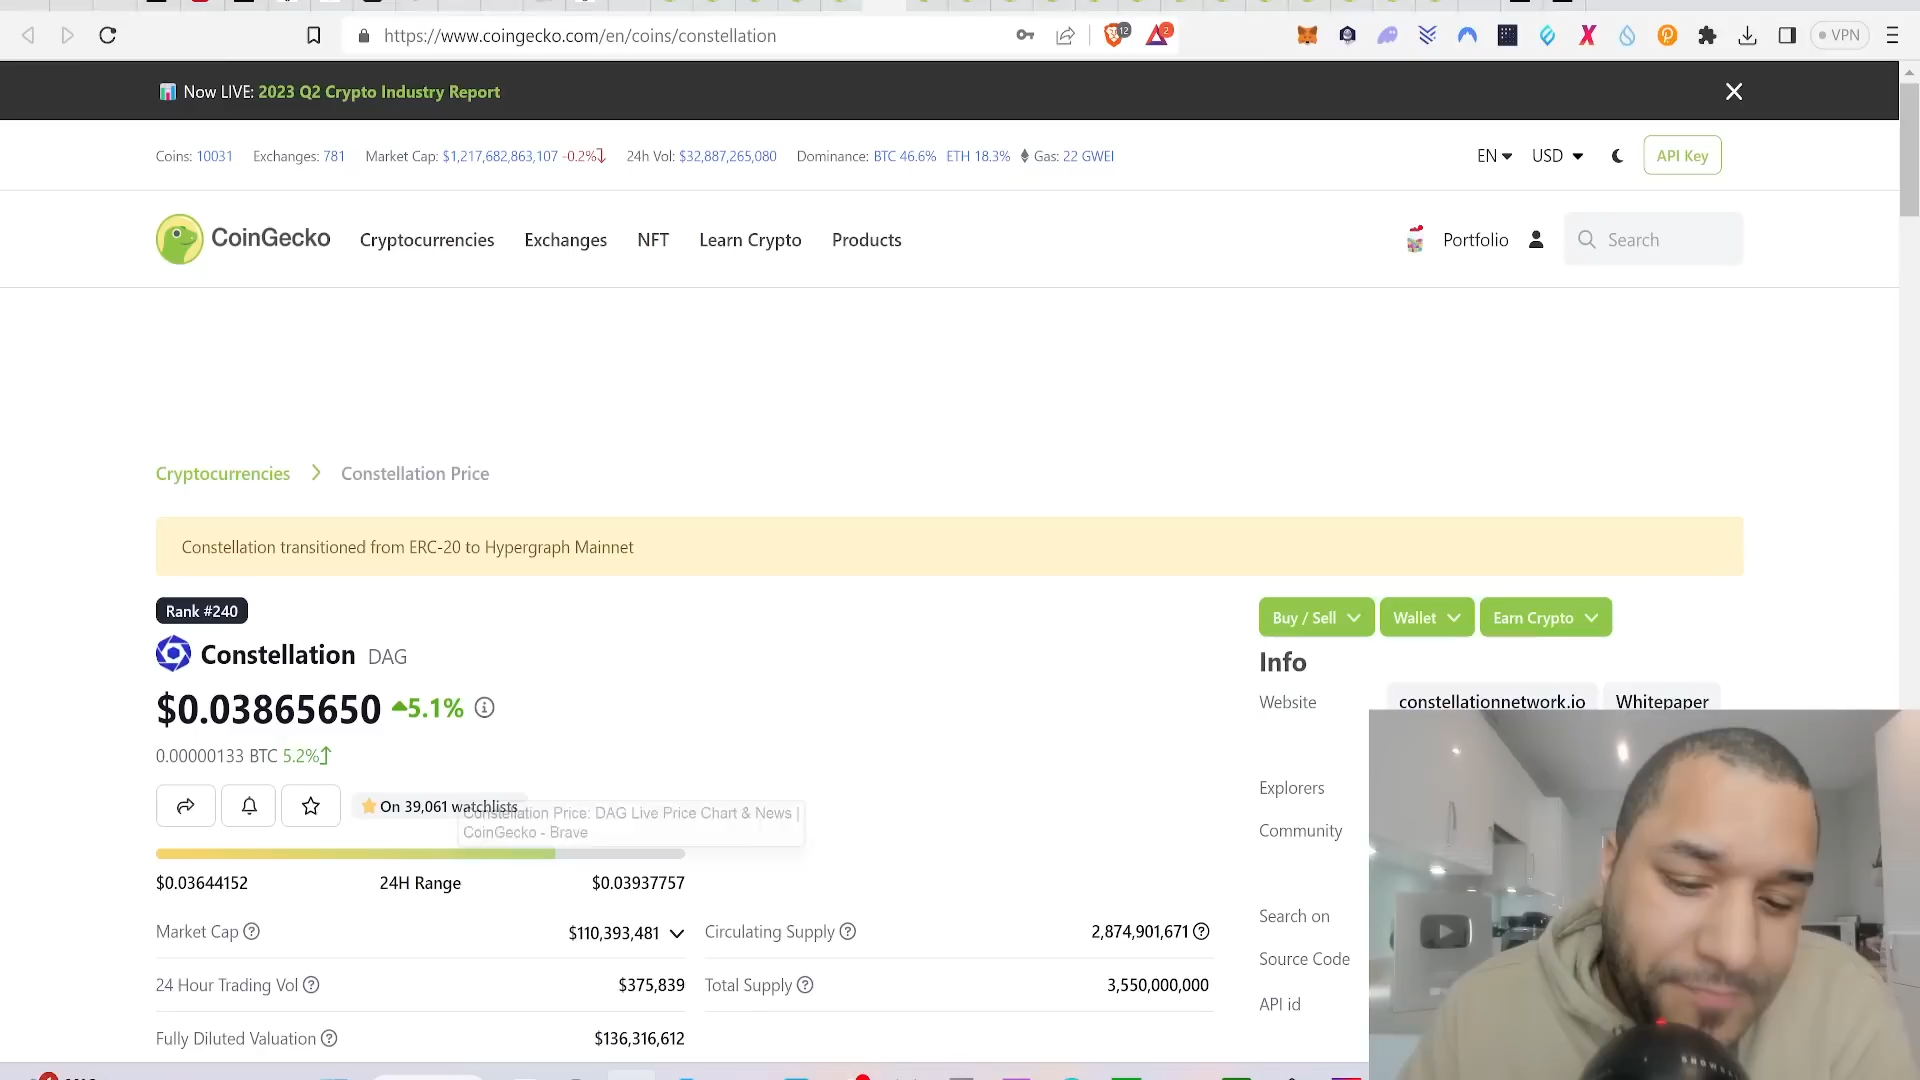 https://www.coingecko.com/en/coins/constellation
12
2
VPN
Now LIVE: 2023 Q2 Crypto Industry Report
Coins: 10031 Exchanges: 781 Market Cap: $1,217,682,863,107 -0.2% 24h Vol: $32,887,265,080 Dominance: BTC 46.6% ETH 18.3% Gas: 22 GWEI
EN USD API Key
CoinGecko Cryptocurrencies Exchanges NFT Learn Crypto Products Portfolio Search
Cryptocurrencies Constellation Price
Constellation transitioned from ERC-20 to Hypergraph Mainnet
Rank #240
Constellation DAG
$0.03865650 5.1%
0.00000133 BTC 5.2%
On 39,061 watchlists
Constellation Price: DAG Live Price Chart & News |
CoinGecko - Brave
$0.03644152 24H Range $0.03937757
Market Cap $110,393,481
Circulating Supply 2,874,901,671
24 Hour Trading Vol $375,839
Total Supply 3,550,000,000
Fully Diluted Valuation $136,316,612
Buy / Sell Wallet Earn Crypto
Info
Website constellationnetwork.io Whitepaper
Explorers
Community
Search on
Source Code
API id